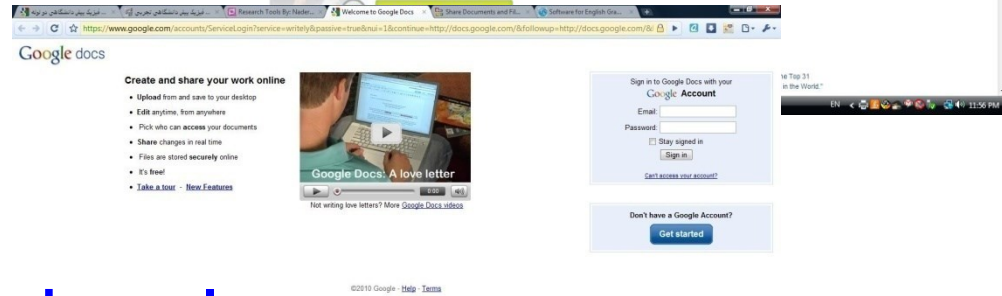 Research Tools By: Nader...
Welcome to Google Docs
Share Documents and Fil...
Software for English Gra...
https://www.google.com/accounts/ServiceLogin?service=writely&passive=true&nui=1&continue=http://docs.google.com/&followup=http://docs.google.com/&
Google docs
Create and share your work online
Upload from and save to your desktop
Edit anytime, from anywhere
Pick who can access your documents
Share changes in real time
Files are stored securely online
It's free!
Take a tour - New Features
Google Docs: A love letter
0:00
Not writing love letters? More Google Docs videos
Sign in to Google Docs with your
Google Account
Email:
Password:
Stay signed in
Sign in
Can't access your account?
Don't have a Google Account?
Get started
©2010 Google - Help - Terms
Top 31
in the World."
EN
11:56 PM